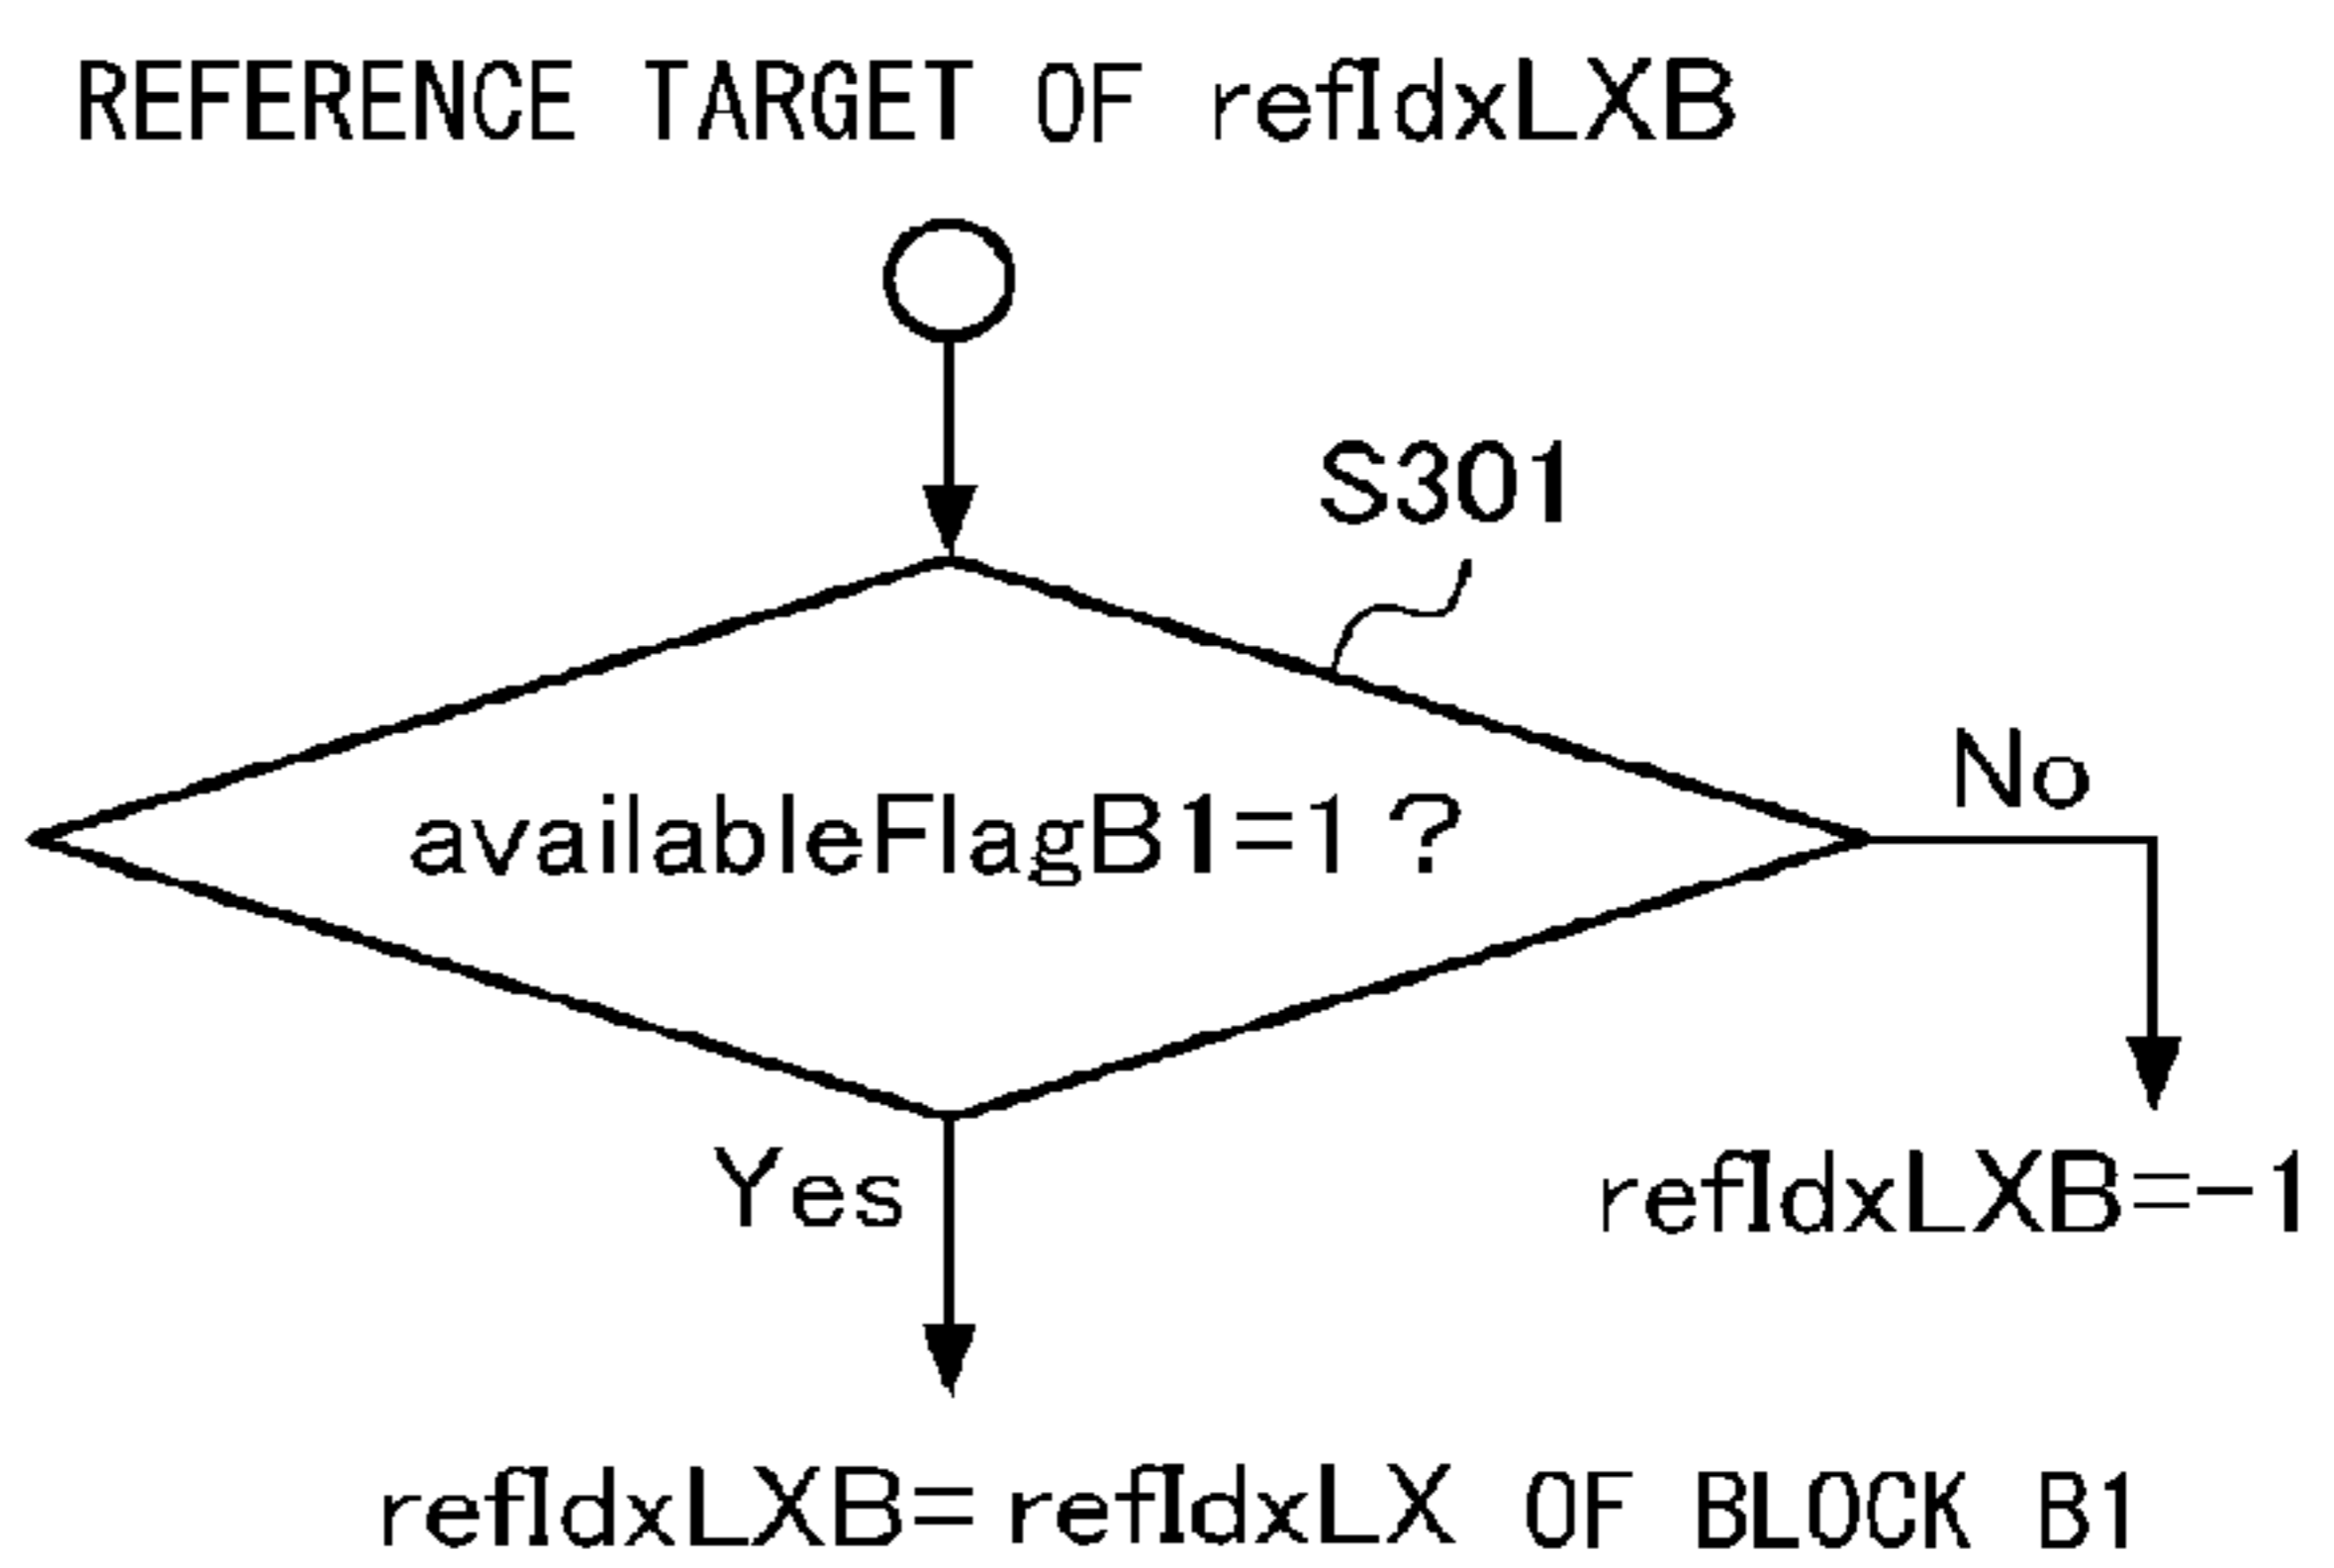 REFERENCE TARGET OF refIdxLXB
S301
availableFlagB1=1 ?
No
Yes
refIdxLXB=-1
refIdxLXB= refIdxLX OF BLOCK B1